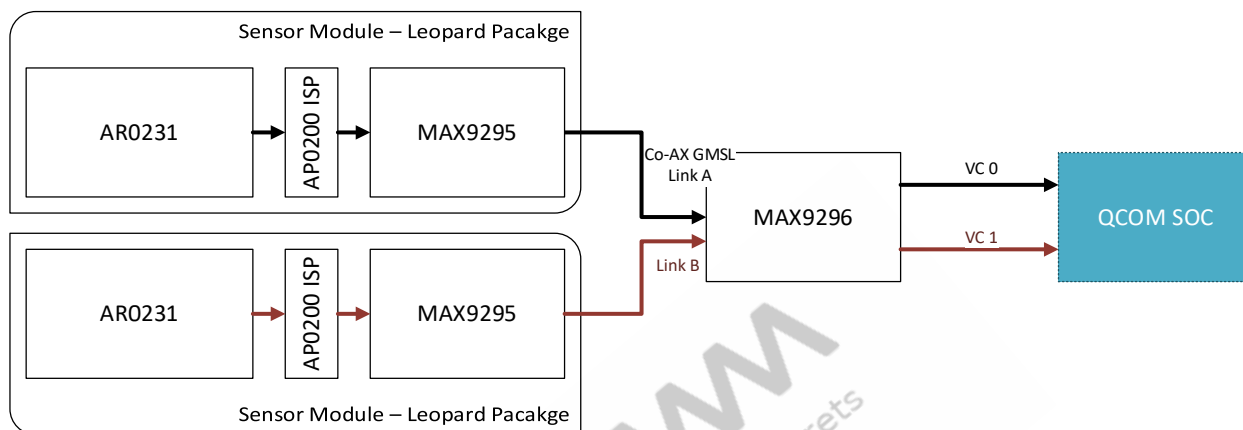 Sensor Module – Leopard Pacakge
AR0231
AP0200 ISP
MAX9295
Co-AX GMSL
Link A
MAX9296
VC 0
QCOM SOC
VC 1
Link B
AR0231
AP0200 ISP
MAX9295
Sensor Module – Leopard Pacakge